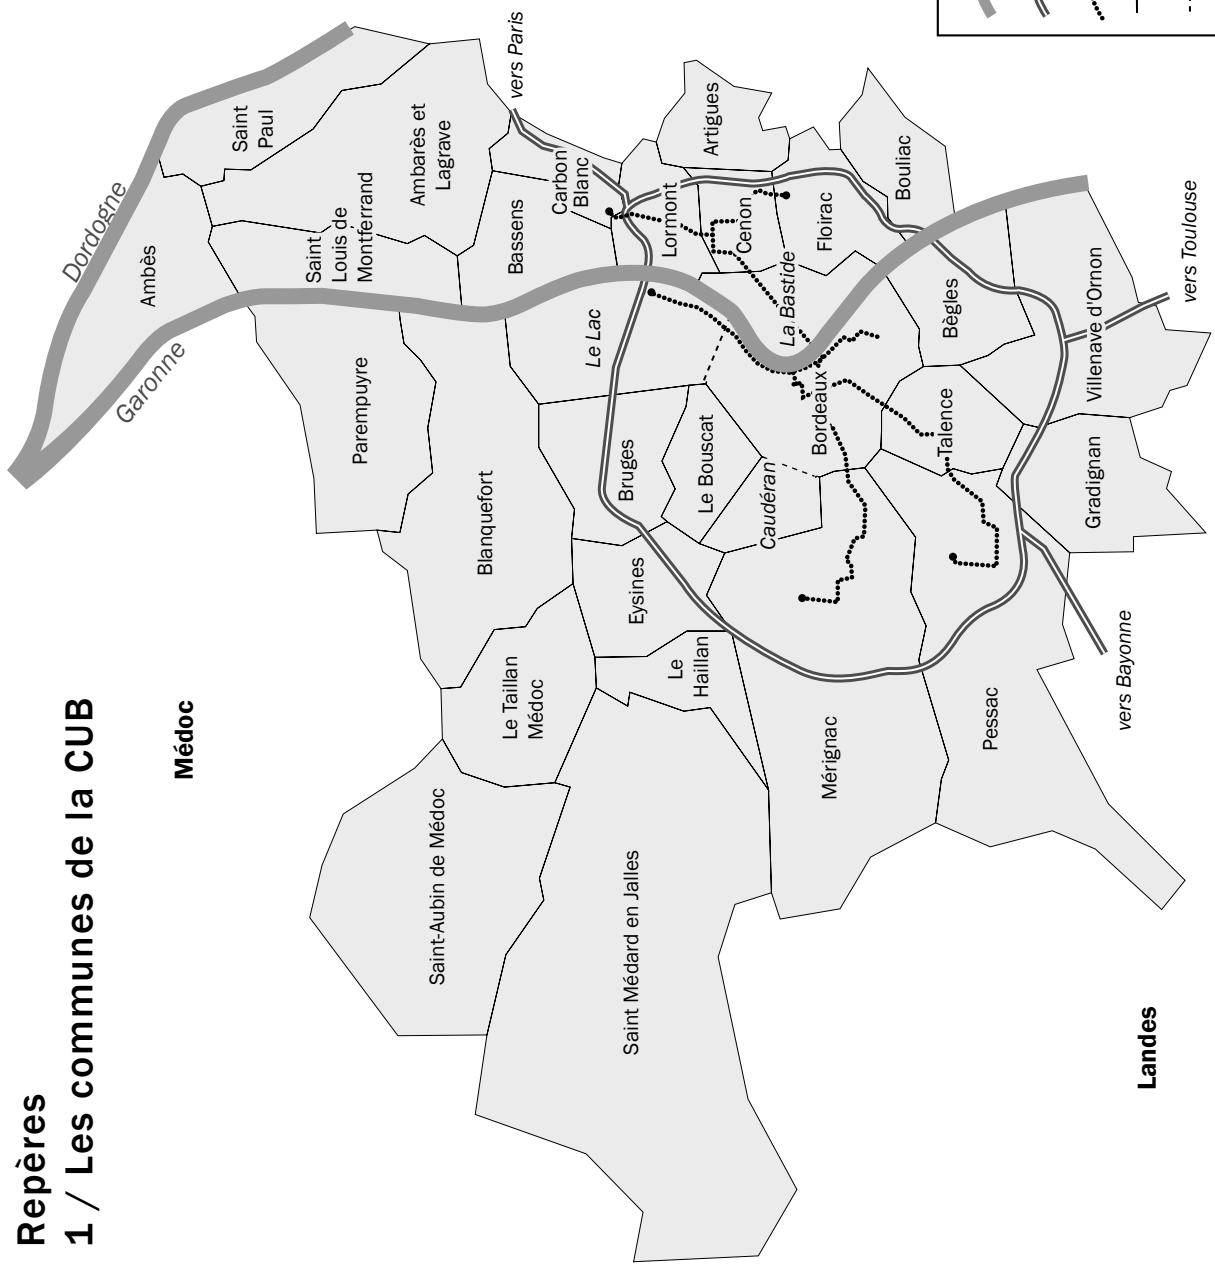 Repères
1 / Les communes de la CUB
Médoc
Landes
Dordogne
Garonne
Ambès
Saint
Paul
Saint
Louis de
Montferrand
Ambarès et
Lagrave
vers Paris
Parempuyre
Bassens
Carbon
Blanc
Artigues
Blanquefort
Le Lac
Lormont
Cenon
Floirac
Bouliac
La Bastide
Saint-Aubin de Médoc
Le Taillan
Médoc
Eysines
Bruges
Le Bouscat
Caudéran
Bordeaux
Bègles
Talence
Villenave d'Ornon
vers Toulouse
Saint Médard en Jalles
Le
Haillan
Mérignac
Pessac
Gradignan
vers Bayonne